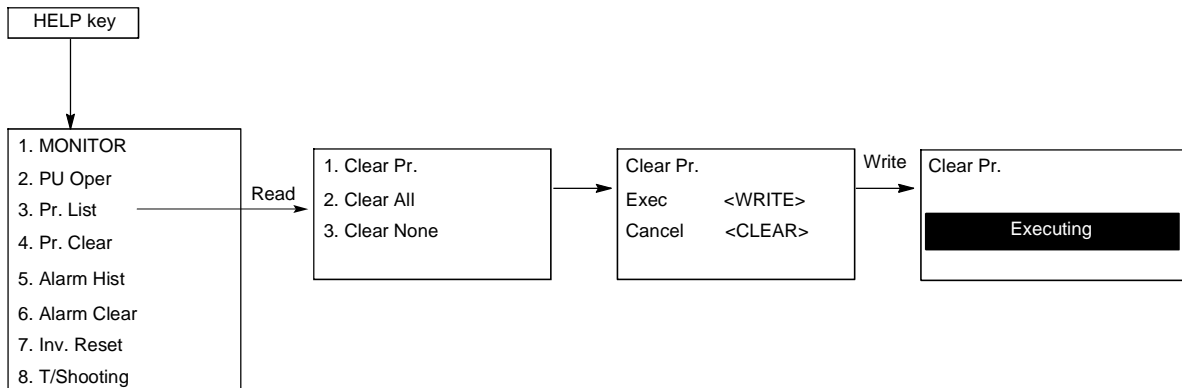 HELP key
1. MONITOR
2. PU Oper
3. Pr. List
4. Pr. Clear
5. Alarm Hist
6. Alarm Clear
7. Inv. Reset
8. T/Shooting
Read
1. Clear Pr.
2. Clear All
3. Clear None
Clear Pr.
Exec <WRITE>
Cancel <CLEAR>
Write
Clear Pr.
Executing